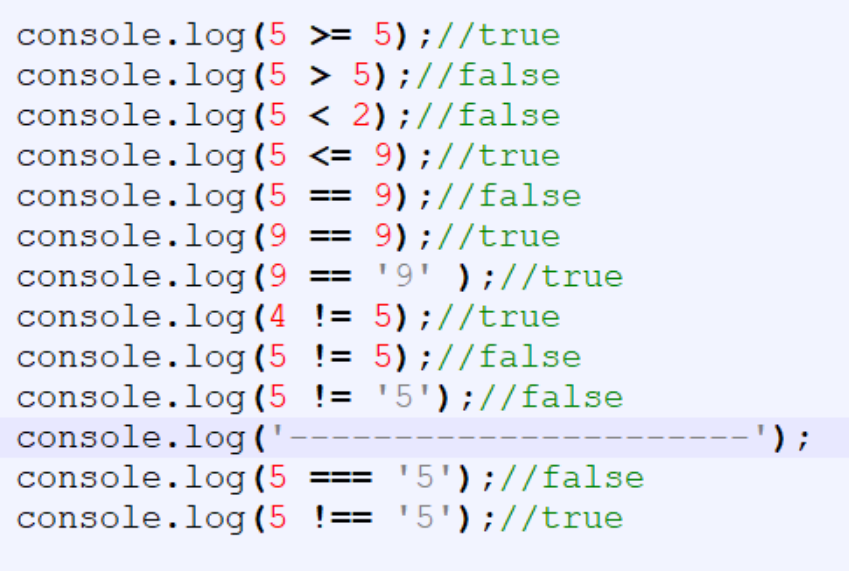 console.log(5 >= 5);//true
console.log(5 > 5);//false
console.log(5 < 2);//false
console.log(5 <= 9);//true
console.log(5 == 9);//false
console.log(9 == 9);//true
console.log(9 == '9' );//true
console.log(4 != 5);//true
console.log(5 != 5);//false
console.log(5 != '5');//false
console.log('----------------------');
console.log(5 === '5');//false
console.log(5 !== '5');//true